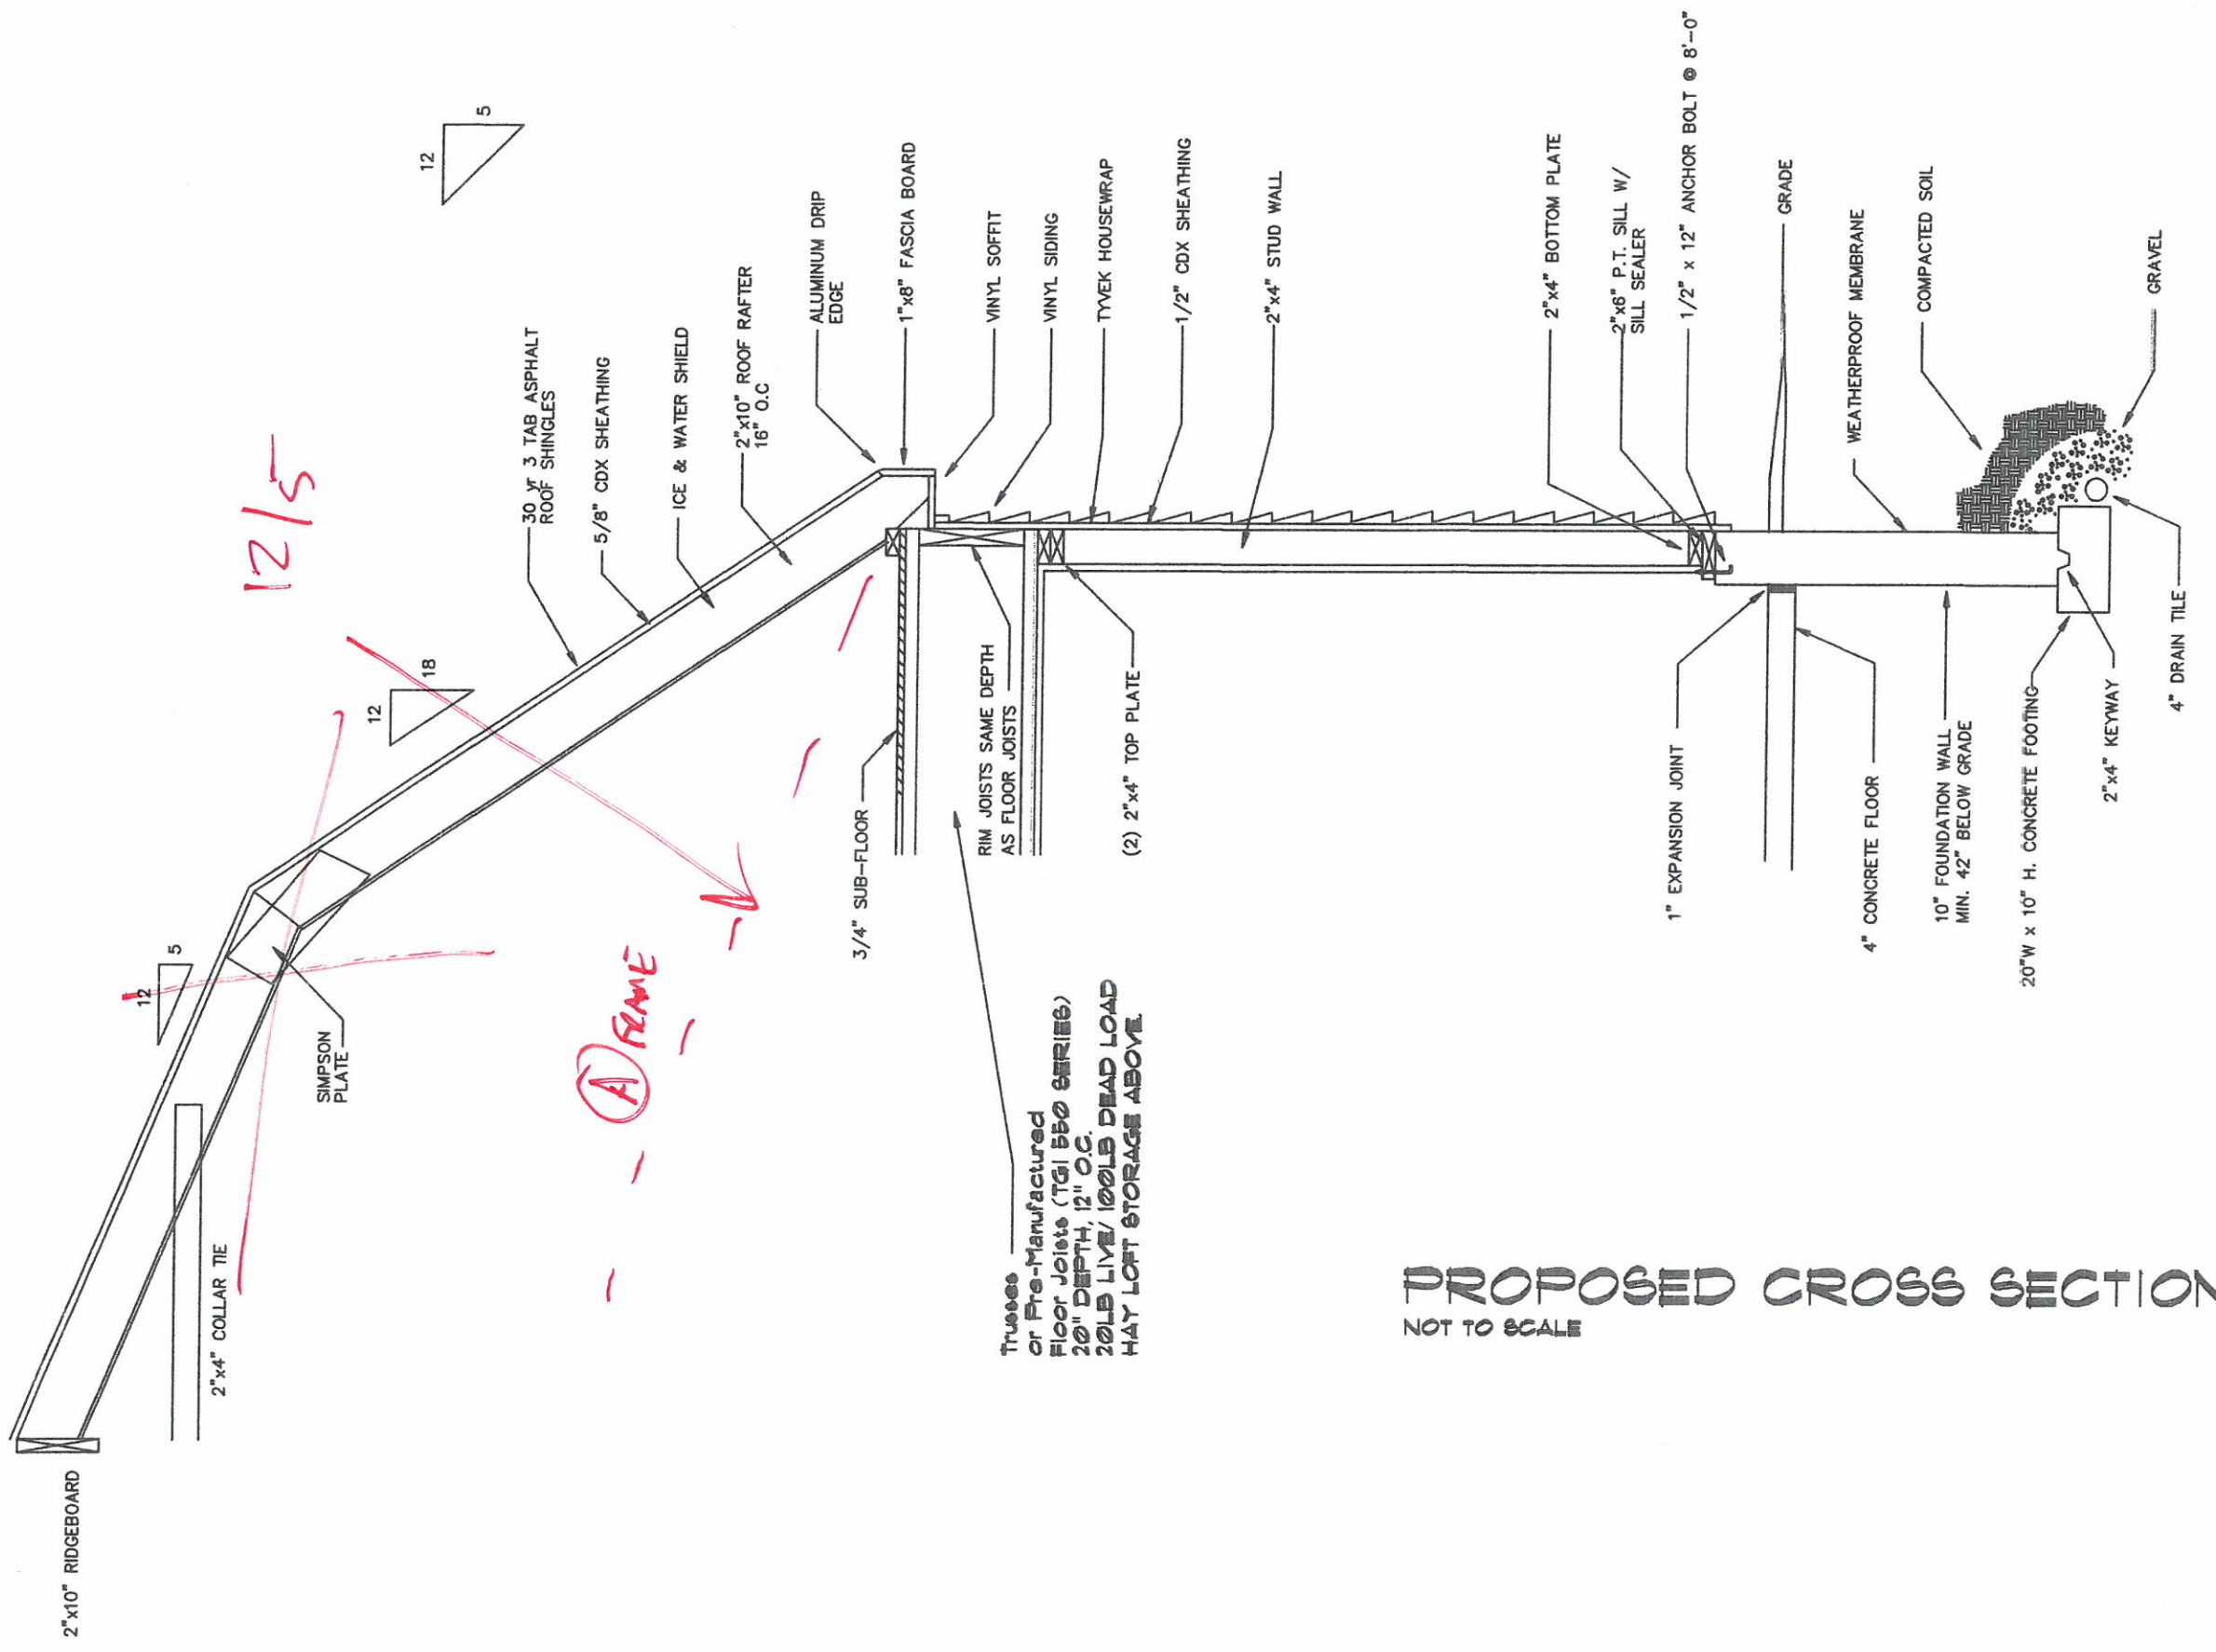 2"x10" RIDGEBOARD
2"x4" COLLAR TIE
12
5
SIMPSON
PLATE
12
18
12/5
12
5
30 yr 3 TAB ASPHALT
ROOF SHINGLES
5/8" CDX SHEATHING
ICE & WATER SHIELD
2"x10" ROOF RAFTER
16" O.C
ALUMINUM DRIP
EDGE
1"x8" FASCIA BOARD
VINYL SOFFIT
VINYL SIDING
TYVEK HOUSEWRAP
1/2" CDX SHEATHING
2"x4" STUD WALL
A FRAME
3/4" SUB-FLOOR
RIM JOISTS SAME DEPTH
AS FLOOR JOISTS
(2) 2"x4" TOP PLATE
Trusses
or Pre-Manufactured
Floor Joists (TGI 550 SERIES)
20" DEPTH, 12" O.C.
20LB LIVE/ 100LB DEAD LOAD
HAY LOFT STORAGE ABOVE.
2"x4" BOTTOM PLATE
2"x6" P.T. SILL W/
SILL SEALER
1/2" x 12" ANCHOR BOLT @ 8'-0"
GRADE
WEATHERPROOF MEMBRANE
COMPACTED SOIL
GRAVEL
1" EXPANSION JOINT
4" CONCRETE FLOOR
10" FOUNDATION WALL
MIN. 42" BELOW GRADE
20"W x 10" H. CONCRETE FOOTING
2"x4" KEYWAY
4" DRAIN TILE
PROPOSED CROSS SECTION
NOT TO SCALE